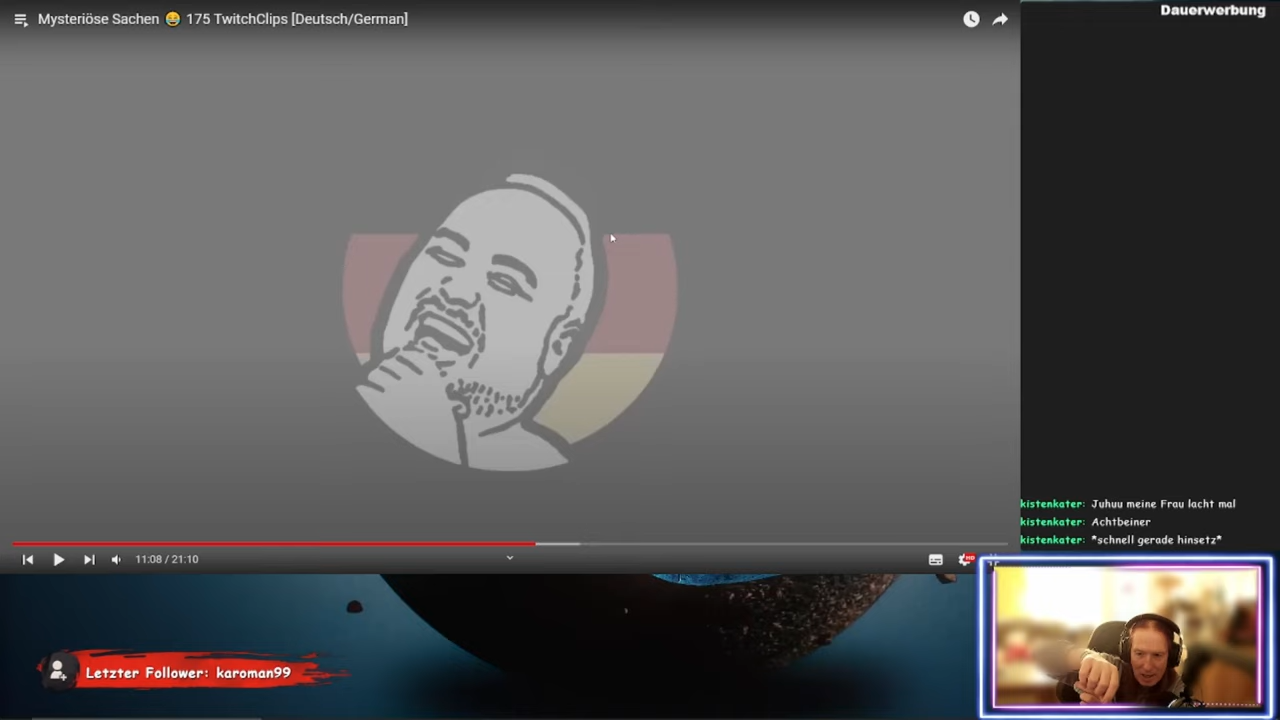 Mysteriöse Sachen 😂 175 TwitchClips [Deutsch/German]
Dauerwerbung
kistenkater: Juhuu meine Frau lacht mal
kistenkater: Achtbeiner
kistenkater: *schnell gerade hinsetz*
11:08 / 21:10
HD
Letzter Follower: karoman99